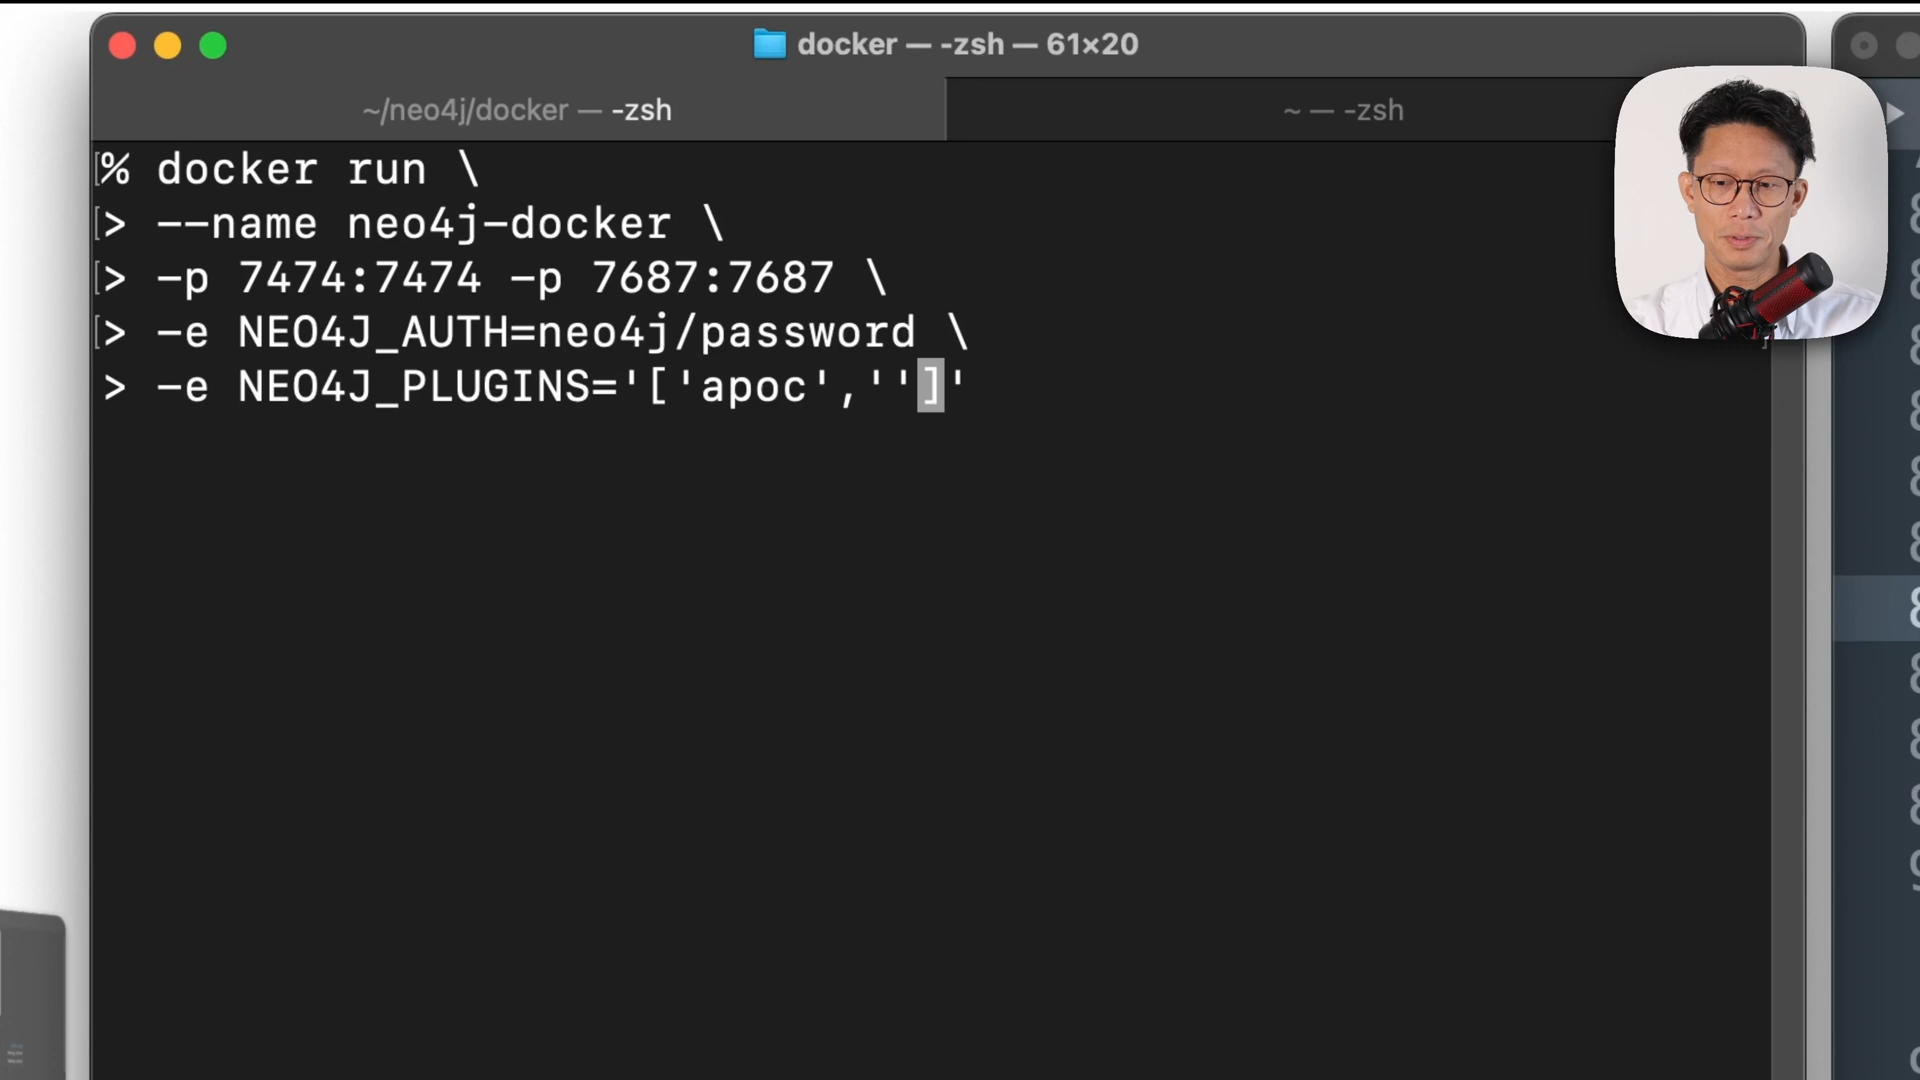 docker — -zsh — 61×20
~/neo4j/docker — -zsh
~ — -zsh
[% docker run \
[> --name neo4j-docker \
[> -p 7474:7474 -p 7687:7687 \
[> -e NEO4J_AUTH=neo4j/password \
> -e NEO4J_PLUGINS='['apoc','']'